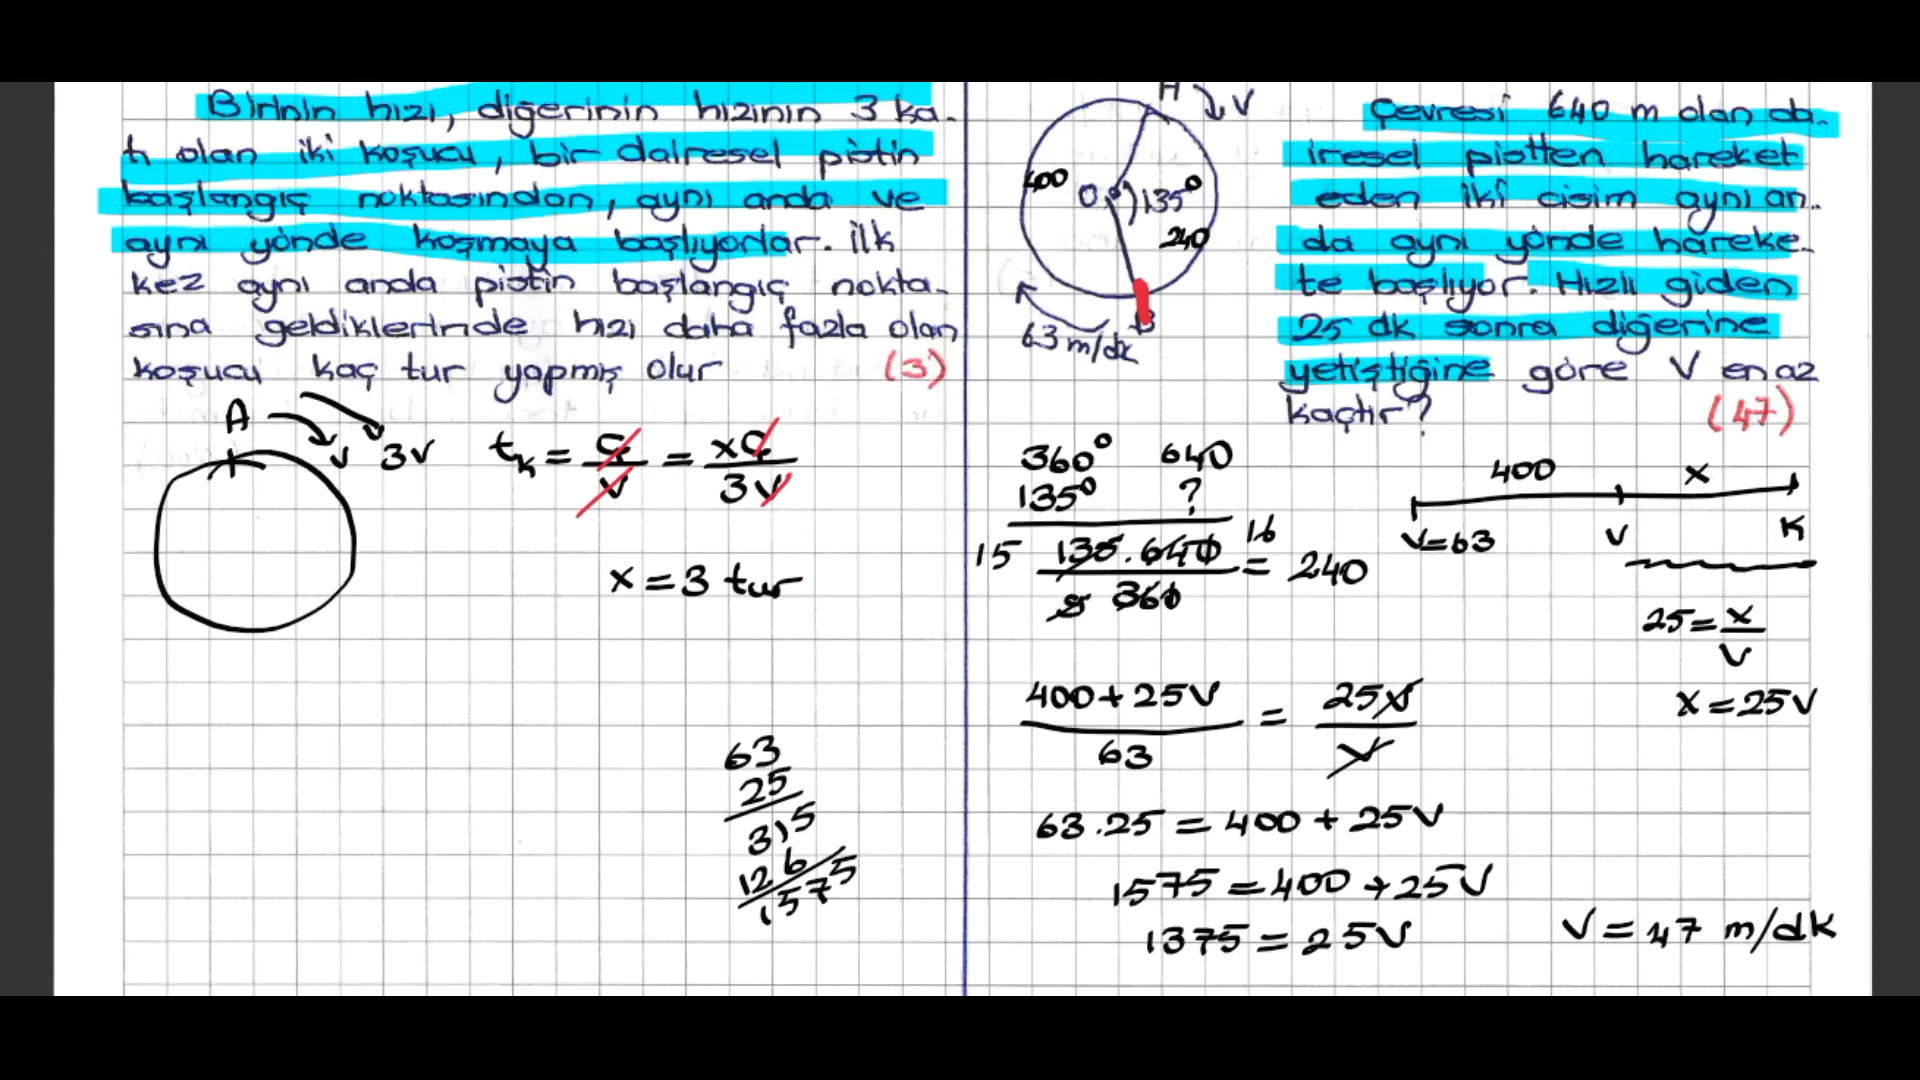 Birinin hızı, diğerinin hızının 3 ka-
tı olan iki koşucu, bir dairesel pistin
başlangıç noktasından, aynı anda ve
aynı yönde koşmaya başlıyorlar. İlk
kez aynı anda pistin başlangıç nokta-
sına geldiklerinde hızı daha fazla olan
koşucu kaç tur yapmış olur (3)
A
V 3V
tk = Ç/V = xÇ/3V
x = 3 tur
63
25
315
126
1575
A V
400 O 135°
240
B
63 m/dk
Çevresi 640 m olan da-
iresel pistten hareket
eden iki cisim aynı an-
da aynı yönde hareke-
te başlıyor. Hızlı giden
25 dk sonra diğerine
yetiştiğine göre V en az
kaçtır? (47)
360° 640
135° ?
15 135.640 16
360 = 240
400 x
V=63 V K
25 = x/V
x = 25V
400 + 25V / 63 = 25V / V
63.25 = 400 + 25V
1575 = 400 + 25V
1375 = 25V V = 47 m/dk